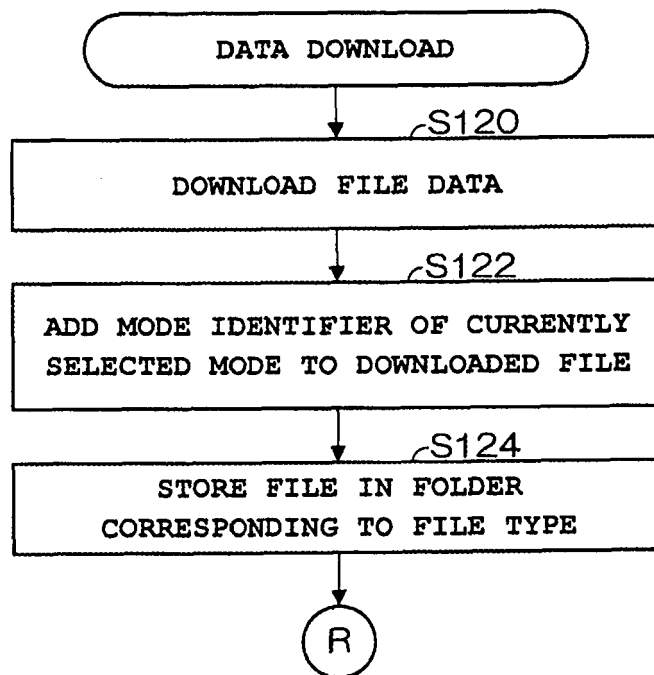 DATA DOWNLOAD
S120
DOWNLOAD FILE DATA
S122
ADD MODE IDENTIFIER OF CURRENTLY
SELECTED MODE TO DOWNLOADED FILE
S124
STORE FILE IN FOLDER
CORRESPONDING TO FILE TYPE
R